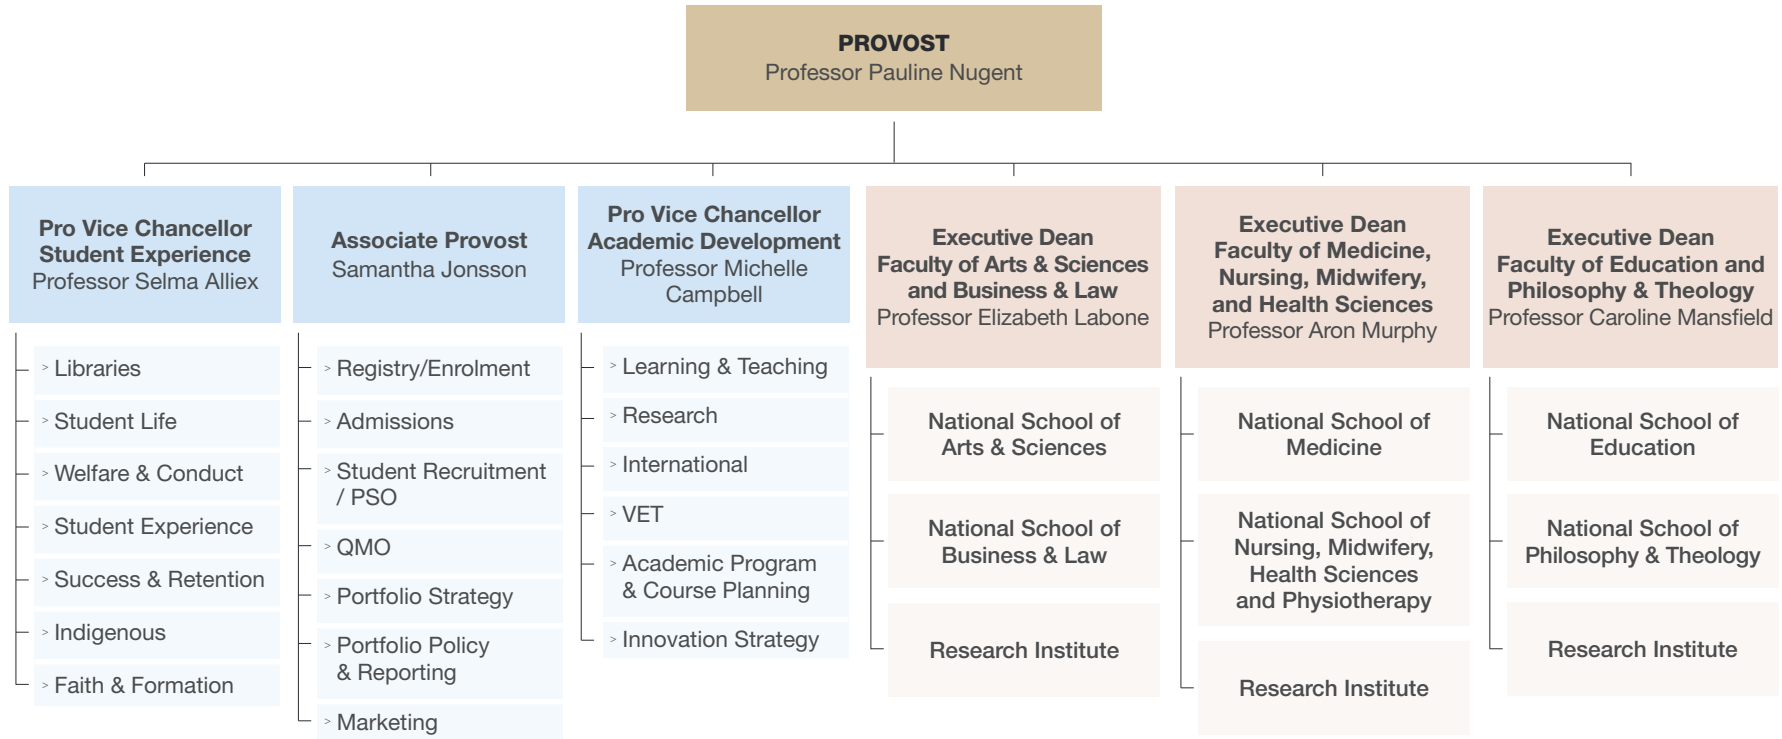 PROVOST
Professor Pauline Nugent
Pro Vice Chancellor
Student Experience
Professor Selma Alliex
> Libraries
> Student Life
> Welfare & Conduct
> Student Experience
> Success & Retention
> Indigenous
> Faith & Formation
Associate Provost
Samantha Jonsson
> Registry/Enrolment
> Admissions
> Student Recruitment
/ PSO
> QMO
> Portfolio Strategy
> Portfolio Policy
& Reporting
> Marketing
Pro Vice Chancellor
Academic Development
Professor Michelle
Campbell
> Learning & Teaching
> Research
> International
> VET
> Academic Program
& Course Planning
> Innovation Strategy
Executive Dean
Faculty of Arts & Sciences
and Business & Law
Professor Elizabeth Labone
National School of
Arts & Sciences
National School of
Business & Law
Research Institute
Executive Dean
Faculty of Medicine,
Nursing, Midwifery,
and Health Sciences
Professor Aron Murphy
National School of
Medicine
National School of
Nursing, Midwifery,
Health Sciences
and Physiotherapy
Research Institute
Executive Dean
Faculty of Education and
Philosophy & Theology
Professor Caroline Mansfield
National School of
Education
National School of
Philosophy & Theology
Research Institute